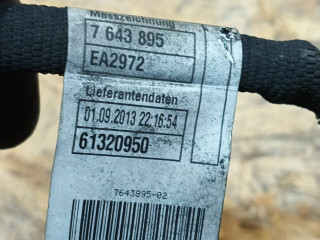 Messzeichnung
7 643 895
EA2972
Lieferantendaten
01.09.2013 22:16:54
61320950
7643895-02